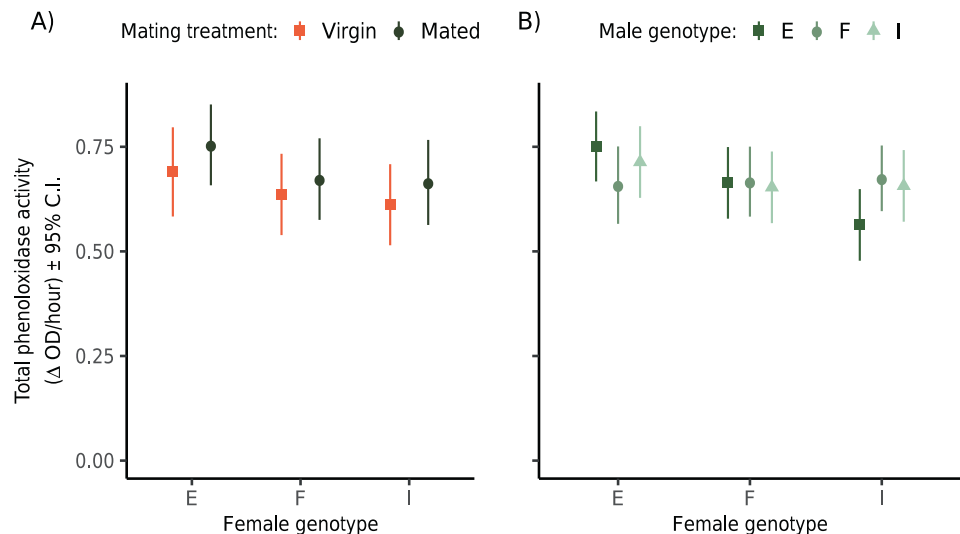 A)
Mating treatment: Virgin Mated
B)
Male genotype: E F I
Total phenoloxidase activity
(Δ OD/hour) ± 95% C.I.
0.75
0.50
0.25
0.00
E F I
Female genotype
E F I
Female genotype